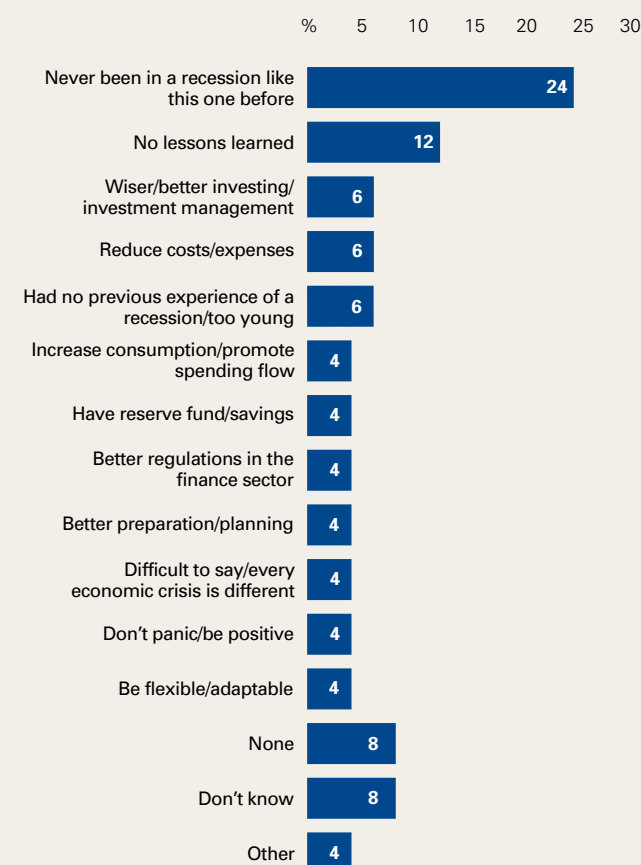 % 5 10 15 20 25 30
Never been in a recession like
this one before
24
No lessons learned
12
Wiser/better investing/
investment management
6
Reduce costs/expenses
6
Had no previous experience of a
recession/too young
6
Increase consumption/promote
spending flow
4
Have reserve fund/savings
4
Better regulations in the
finance sector
4
Better preparation/planning
4
Difficult to say/every
economic crisis is different
4
Don’t panic/be positive
4
Be flexible/adaptable
4
None
8
Don’t know
8
Other
4